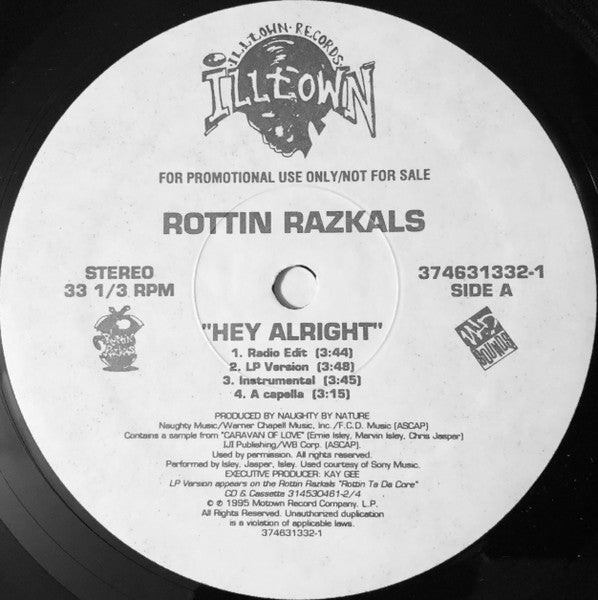 ILLTOWN · RECORDS
ILLTOWN
FOR PROMOTIONAL USE ONLY/NOT FOR SALE
ROTTIN RAZKALS
STEREO
33 1/3 RPM
374631332-1
SIDE A
"HEY ALRIGHT"
1. Radio Edit (3:44)
2. LP Version (3:48)
3. Instrumental (3:45)
4. A capella (3:15)
PRODUCED BY NAUGHTY BY NATURE
Naughty Music/Warner Chapell Music, Inc. /F.C.D. Music (ASCAP)
Contains a sample from "CARAVAN OF LOVE" (Ernie Isley, Marvin Isley, Chris Jasper)
IJI Publishing/WB Corp. (ASCAP).
Used by permission. All rights reserved.
Performed by Isley, Jasper, Isley. Used courtesy of Sony Music.
EXECUTIVE PRODUCER: KAY GEE
LP Version appears on the Rottin Razkals "Rottin Ta Da Core"
CD & Cassette 314530461-2/4
© ℗ 1995 Motown Record Company, L.P.
All Rights Reserved. Unauthorized duplication
is a violation of applicable laws.
374631332-1